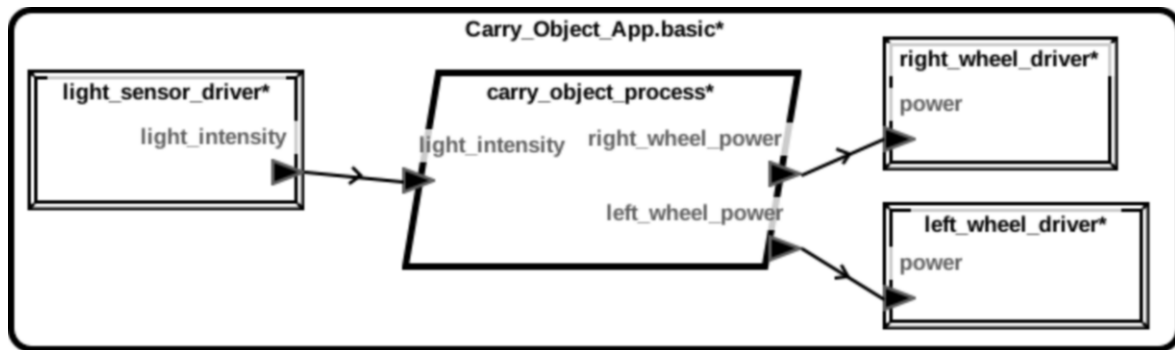 Carry_Object_App.basic*
light_sensor_driver*
light_intensity
carry_object_process*
light_intensity
right_wheel_power
left_wheel_power
right_wheel_driver*
power
left_wheel_driver*
power